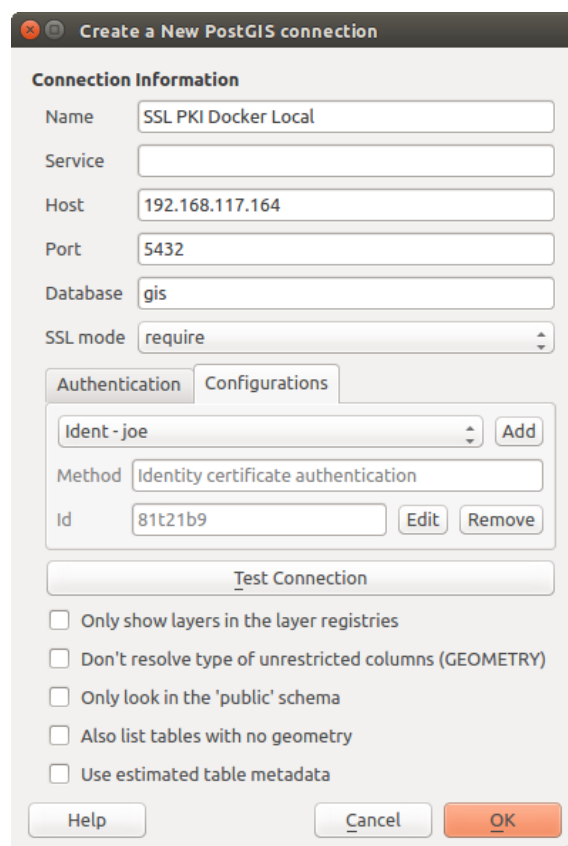 Create a New PostGIS connection
Connection Information
Name SSL PKI Docker Local
Service
Host 192.168.117.164
Port 5432
Database gis
SSL mode require
Authentication Configurations
Ident - joe Add
Method Identity certificate authentication
Id 81t21b9 Edit Remove
Test Connection
Only show layers in the layer registries
Don't resolve type of unrestricted columns (GEOMETRY)
Only look in the 'public' schema
Also list tables with no geometry
Use estimated table metadata
Help Cancel OK